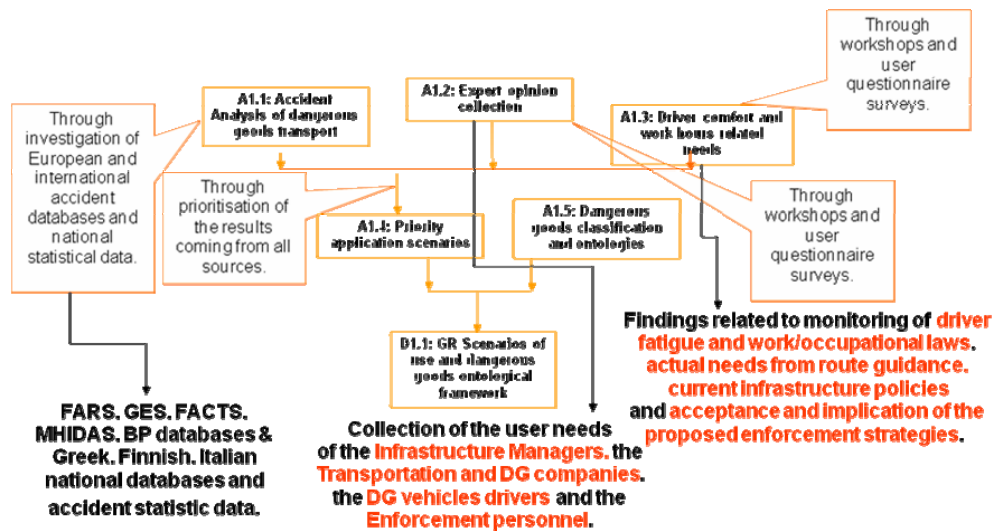 Through
workshops and
user
questionnaire
surveys.
A1.1: Accident
Analysis of dangerous
goods transport
A1.2: Expert opinion
collection
A1.3: Driver comfort and
work hours related
needs
Through
investigation of
European and
international
accident
databases and
national
statistical data.
Through
prioritisation of
the results
coming from all
sources.
A1.4: Priority
application scenarios
A1.5: Dangerous
goods classification
and ontologies
Through
workshops and
user
questionnaire
surveys.
D1.1: GR Scenarios of
use and dangerous
goods ontological
framework
Findings related to monitoring of driver
fatigue and work/occupational laws.
actual needs from route guidance.
current infrastructure policies
and acceptance and implication of the
proposed enforcement strategies.
FARS. GES. FACTS.
MHIDAS. BP databases &
Greek. Finnish. Italian
national databases and
accident statistic data.
Collection of the user needs
of the Infrastructure Managers. the
Transportation and DG companies.
the DG vehicles drivers and the
Enforcement personnel.